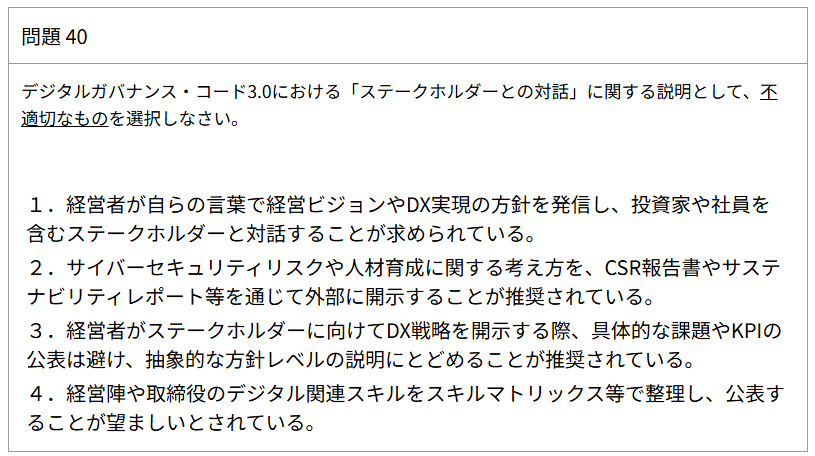 問題 40
デジタルガバナンス・コード3.0における「ステークホルダーとの対話」に関する説明として、不
適切なものを選択しなさい。
１．経営者が自らの言葉で経営ビジョンやDX実現の方針を発信し、投資家や社員を
含むステークホルダーと対話することが求められている。
２．サイバーセキュリティリスクや人材育成に関する考え方を、CSR報告書やサステ
ナビリティレポート等を通じて外部に開示することが推奨されている。
３．経営者がステークホルダーに向けてDX戦略を開示する際、具体的な課題やKPIの
公表は避け、抽象的な方針レベルの説明にとどめることが推奨されている。
４．経営陣や取締役のデジタル関連スキルをスキルマトリックス等で整理し、公表す
ることが望ましいとされている。